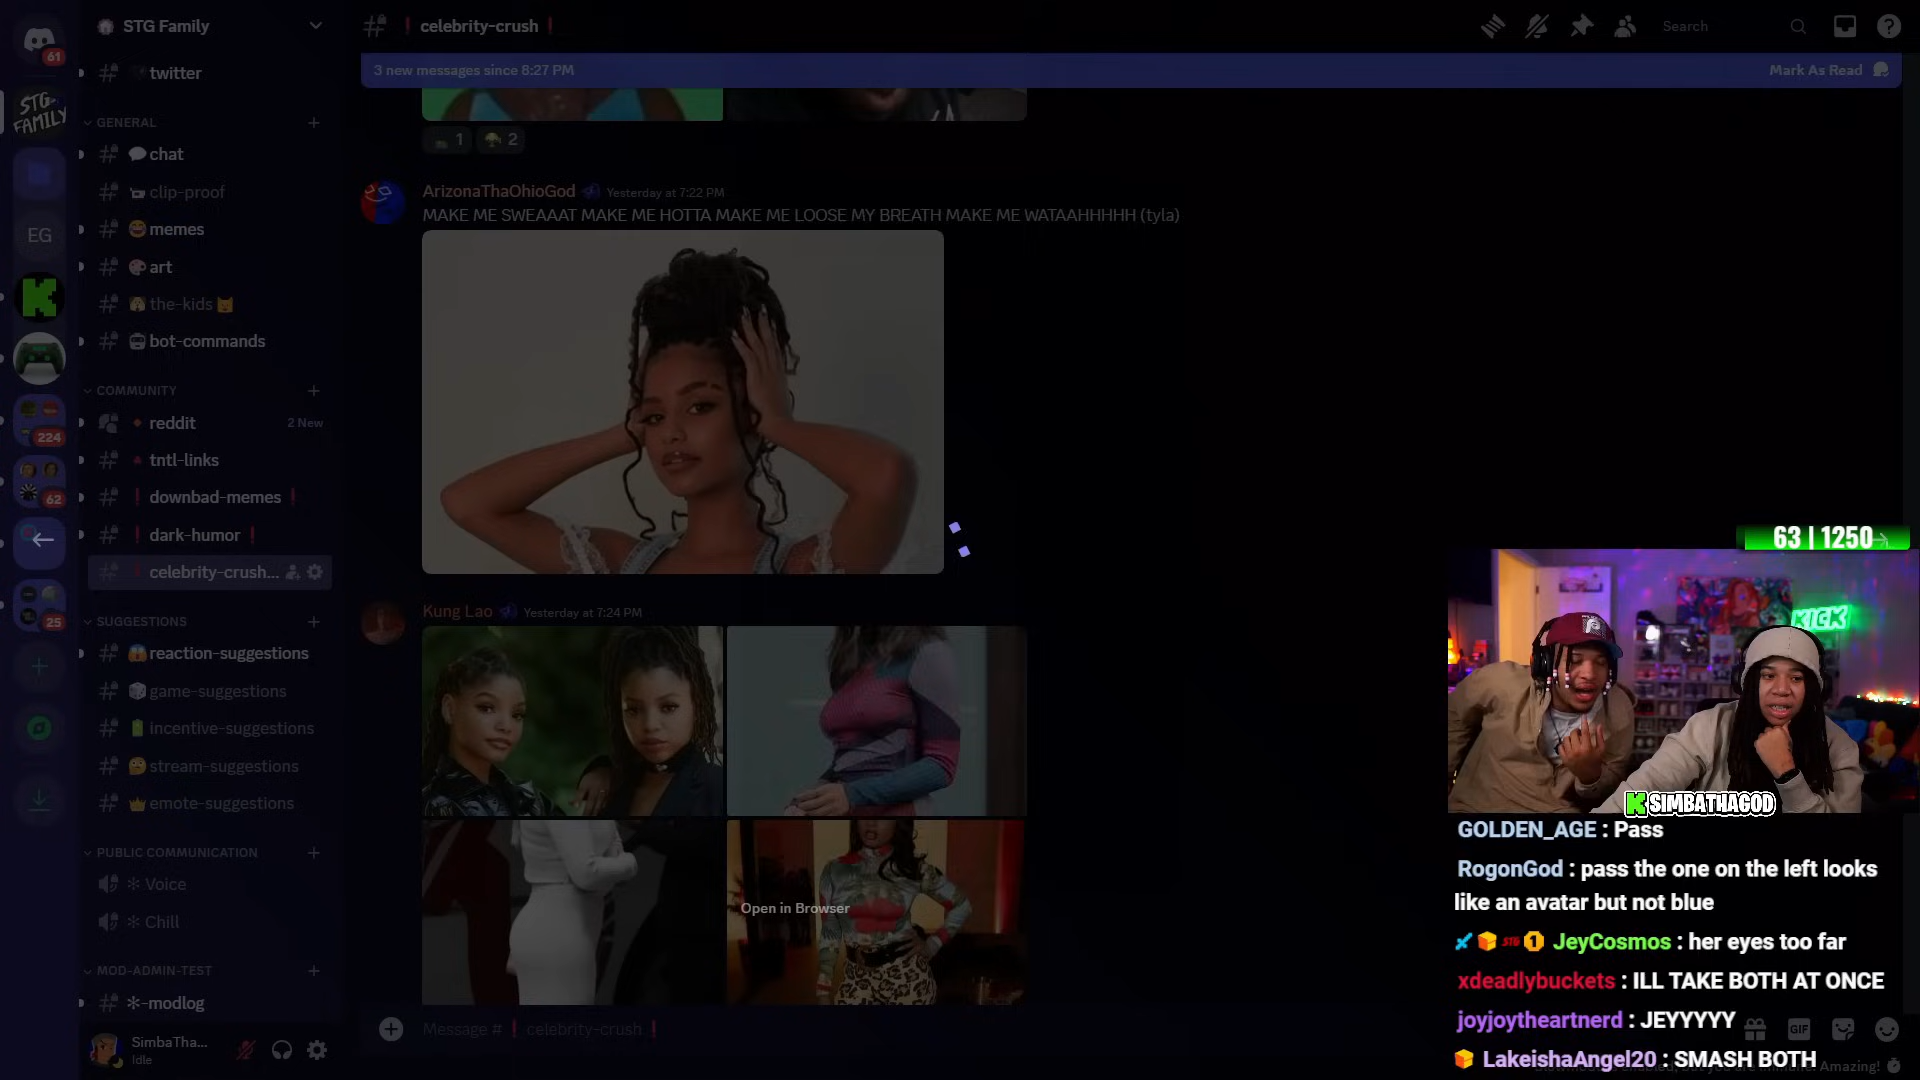 61
STG
FAMILY
EG
224
62
25
STG Family
twitter
GENERAL
chat
clip-proof
memes
art
the-kids
bot-commands
COMMUNITY
reddit 2 New
tntl-links
downbad-memes
dark-humor
celebrity-crush...
SUGGESTIONS
reaction-suggestions
game-suggestions
incentive-suggestions
stream-suggestions
emote-suggestions
PUBLIC COMMUNICATION
Voice
Chill
MOD-ADMIN-TEST
-modlog
SimbaTha...
Idle
celebrity-crush
Search
3 new messages since 8:27 PM
Mark As Read
1 2
ArizonaThaOhioGod Yesterday at 7:22 PM
MAKE ME SWEAAAT MAKE ME HOTTA MAKE ME LOOSE MY BREATH MAKE ME WATAAHHHHH (tyla)
Kung Lao Yesterday at 7:24 PM
Open in Browser
Message # celebrity-crush
63 | 1250
KICK
K SIMBATHAGOD
GOLDEN_AGE : Pass
RogonGod : pass the one on the left looks
like an avatar but not blue
STG 1 JeyCosmos : her eyes too far
xdeadlybuckets : ILL TAKE BOTH AT ONCE
joyjoytheartnerd : JEYYYYY
GIF
LakeishaAngel20 : SMASH BOTH
Amazing!